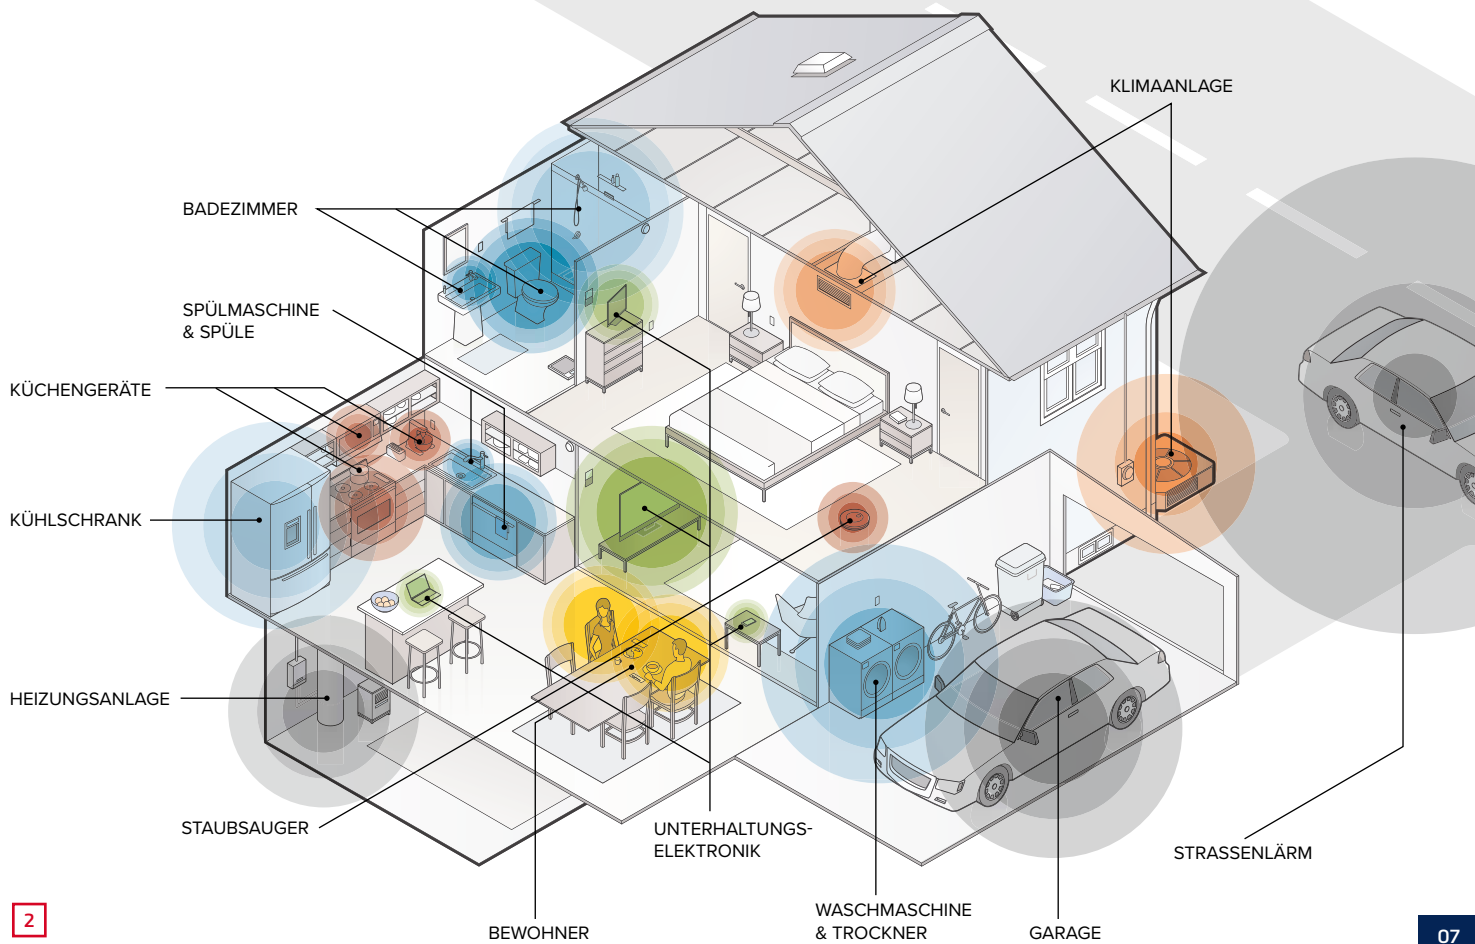 KLIMAANLAGE
BADEZIMMER
SPÜLMASCHINE
& SPÜLE
KÜCHENGERÄTE
KÜHLSCHRANK
HEIZUNGSANLAGE
STAUBSAUGER
UNTERHALTUNGS-
ELEKTRONIK
STRASSENLÄRM
BEWOHNER
WASCHMASCHINE
& TROCKNER
GARAGE
2
07